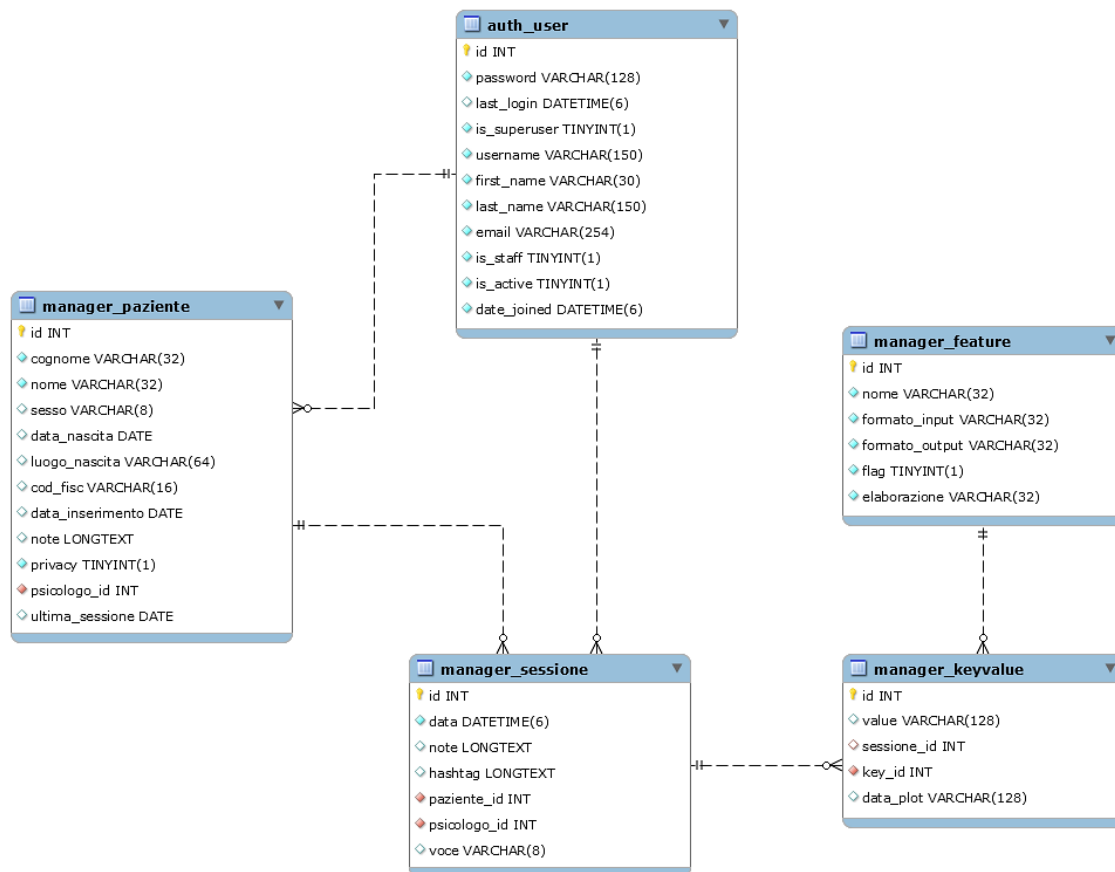 auth_user
id INT
password VARCHAR(128)
last_login DATETIME(6)
is_superuser TINYINT(1)
username VARCHAR(150)
first_name VARCHAR(30)
last_name VARCHAR(150)
email VARCHAR(254)
is_staff TINYINT(1)
is_active TINYINT(1)
date_joined DATETIME(6)
manager_paziente
id INT
cognome VARCHAR(32)
nome VARCHAR(32)
sesso VARCHAR(8)
data_nascita DATE
luogo_nascita VARCHAR(64)
cod_fisc VARCHAR(16)
data_inserimento DATE
note LONGTEXT
privacy TINYINT(1)
psicologo_id INT
ultima_sessione DATE
manager_feature
id INT
nome VARCHAR(32)
formato_input VARCHAR(32)
formato_output VARCHAR(32)
flag TINYINT(1)
elaborazione VARCHAR(32)
manager_sessione
id INT
data DATETIME(6)
note LONGTEXT
hashtag LONGTEXT
paziente_id INT
psicologo_id INT
voce VARCHAR(8)
manager_keyvalue
id INT
value VARCHAR(128)
sessione_id INT
key_id INT
data_plot VARCHAR(128)